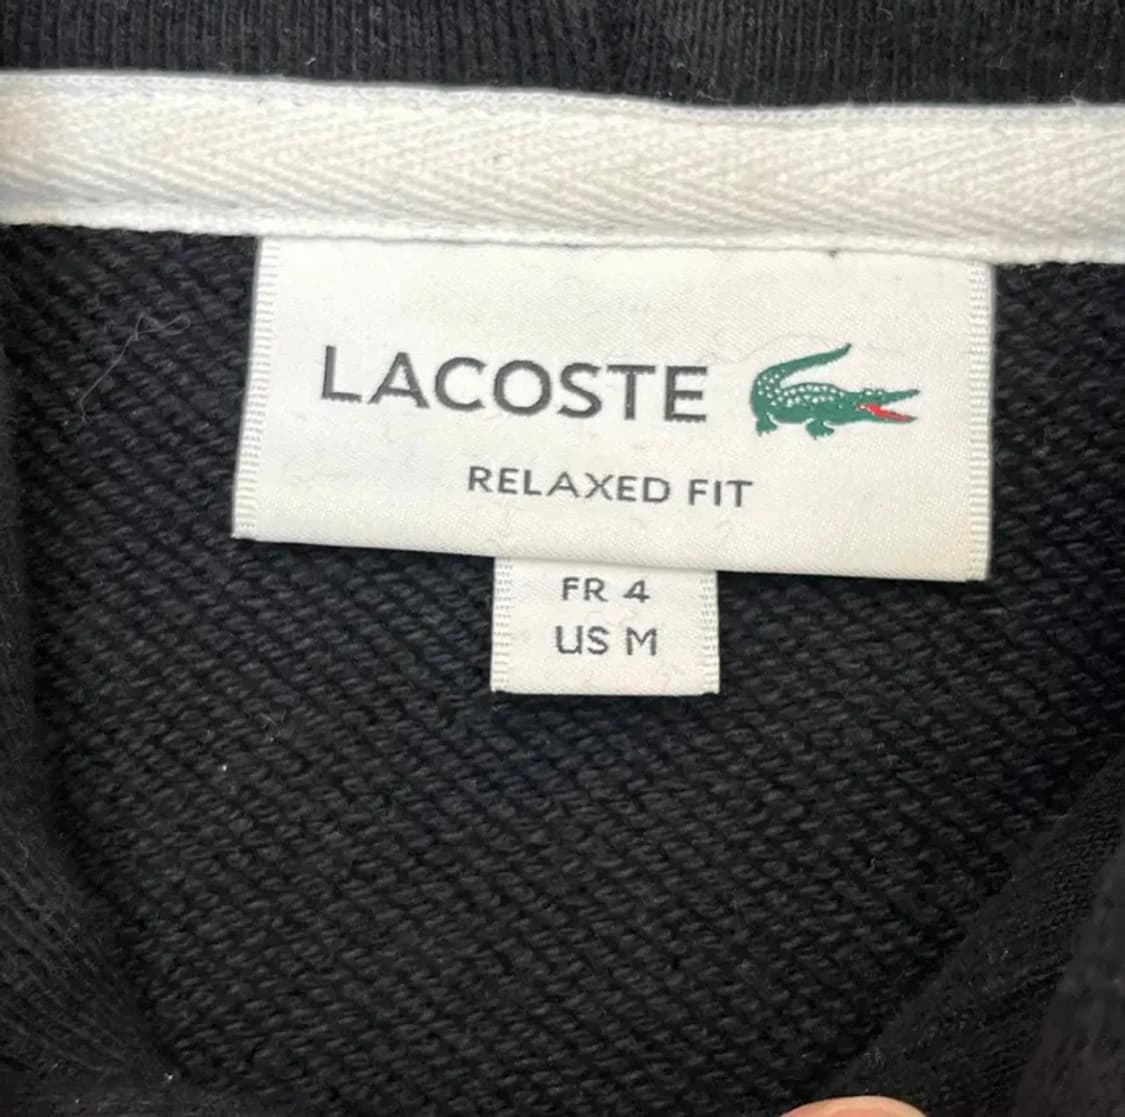 LACOSTE
RELAXED FIT
FR 4
US M